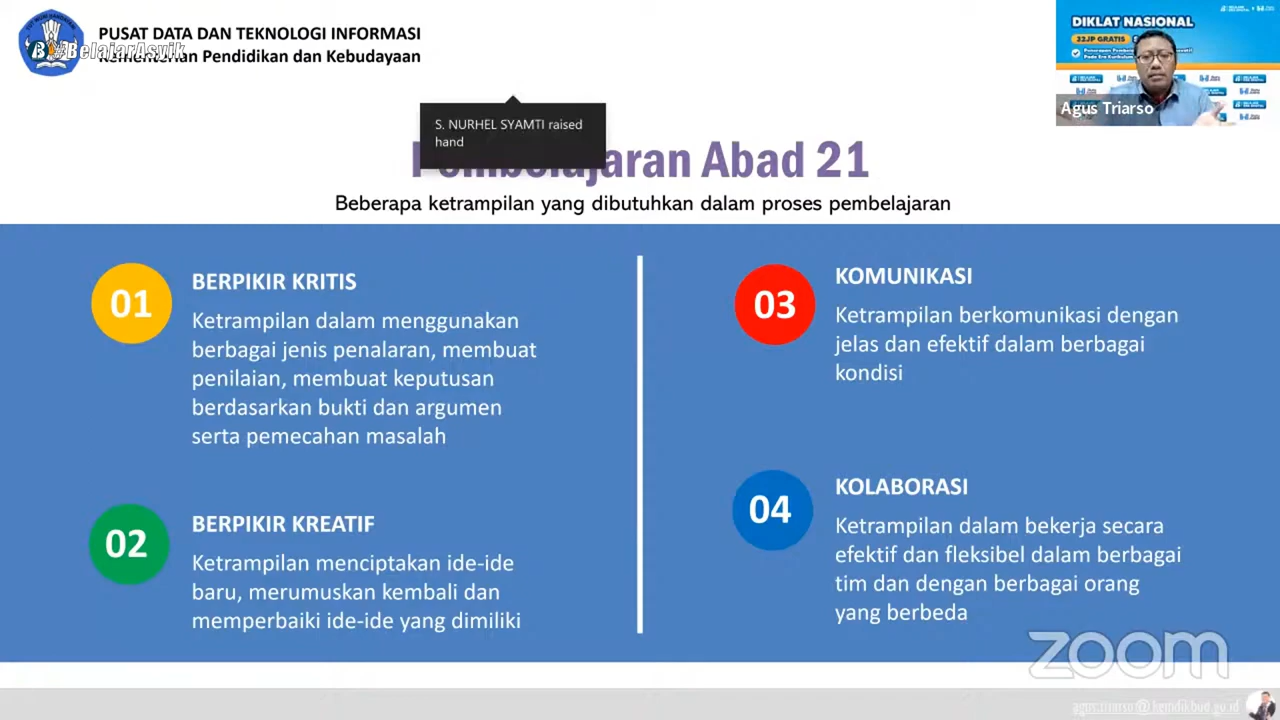 PUSAT DATA DAN TEKNOLOGI INFORMASI
#BelajarAsyik
Kementerian Pendidikan dan Kebudayaan
DIKLAT NASIONAL
32JP GRATIS
Agus Triarso
S. NURHEL SYAMTI raised
hand
Pembelajaran Abad 21
Beberapa ketrampilan yang dibutuhkan dalam proses pembelajaran
01
BERPIKIR KRITIS
Ketrampilan dalam menggunakan
berbagai jenis penalaran, membuat
penilaian, membuat keputusan
berdasarkan bukti dan argumen
serta pemecahan masalah
02
BERPIKIR KREATIF
Ketrampilan menciptakan ide-ide
baru, merumuskan kembali dan
memperbaiki ide-ide yang dimiliki
03
KOMUNIKASI
Ketrampilan berkomunikasi dengan
jelas dan efektif dalam berbagai
kondisi
04
KOLABORASI
Ketrampilan dalam bekerja secara
efektif dan fleksibel dalam berbagai
tim dan dengan berbagai orang
yang berbeda
zoom